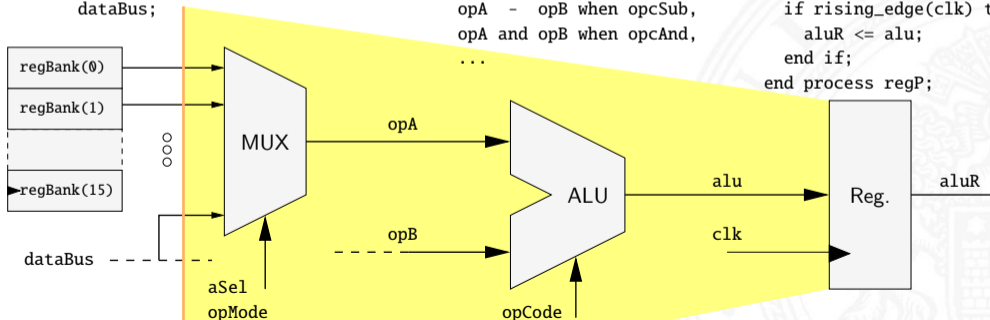 dataBus;
opA - opB when opcSub,
opA and opB when opcAnd,
...
if rising_edge(clk) t
aluR <= alu;
end if;
end process regP;
regBank(0)
regBank(1)
regBank(15)
MUX
opA
ALU
alu
Reg.
aluR
opB
clk
dataBus
aSel
opMode
opCode